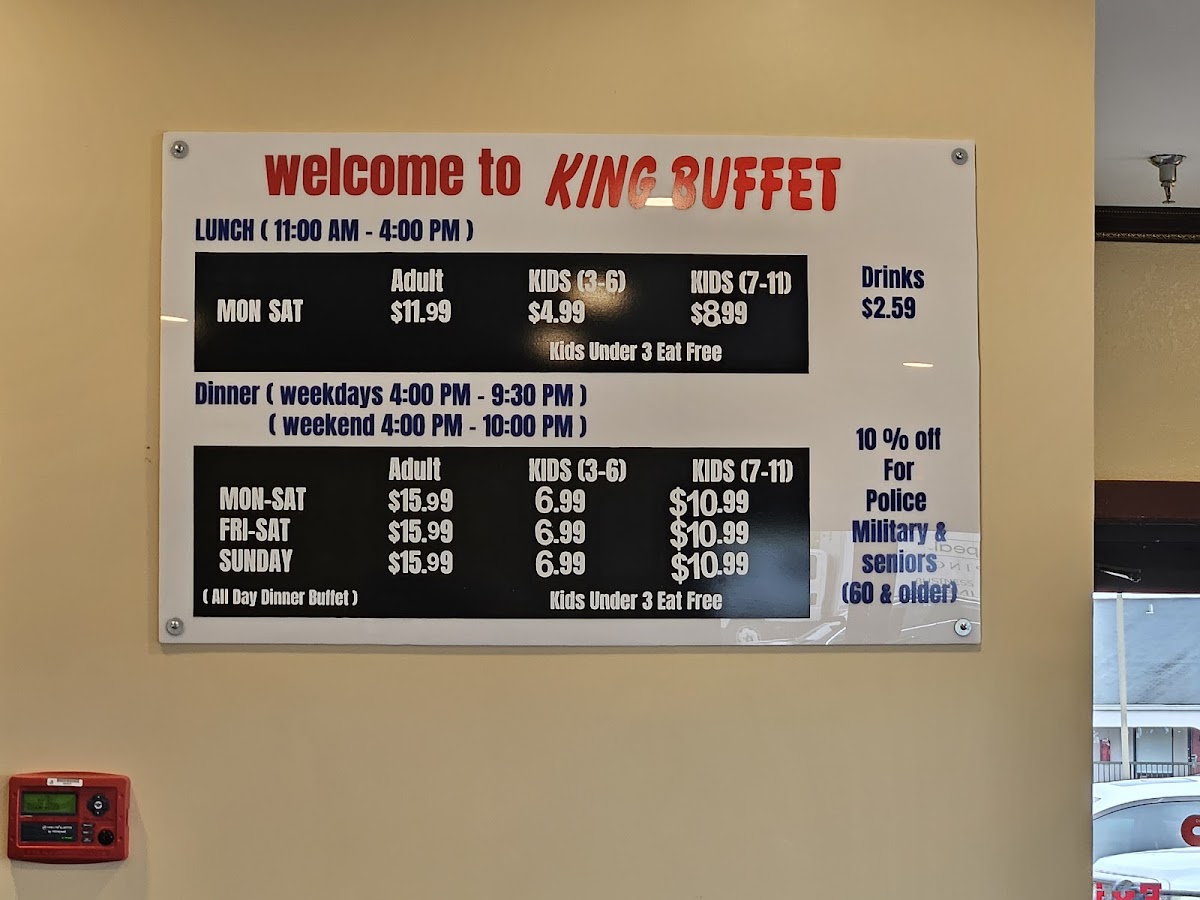 welcome to KING BUFFET
LUNCH ( 11:00 AM - 4:00 PM )
Adult KIDS (3-6) KIDS (7-11)
MON SAT $11.99 $4.99 $8.99
Kids Under 3 Eat Free
Drinks
$2.59
Dinner ( weekdays 4:00 PM - 9:30 PM )
( weekend 4:00 PM - 10:00 PM )
Adult KIDS (3-6) KIDS (7-11)
MON-SAT $15.99 6.99 $10.99
FRI-SAT $15.99 6.99 $10.99
SUNDAY $15.99 6.99 $10.99
( All Day Dinner Buffet ) Kids Under 3 Eat Free
10 % off
For
Police
Military &
seniors
(60 & older)